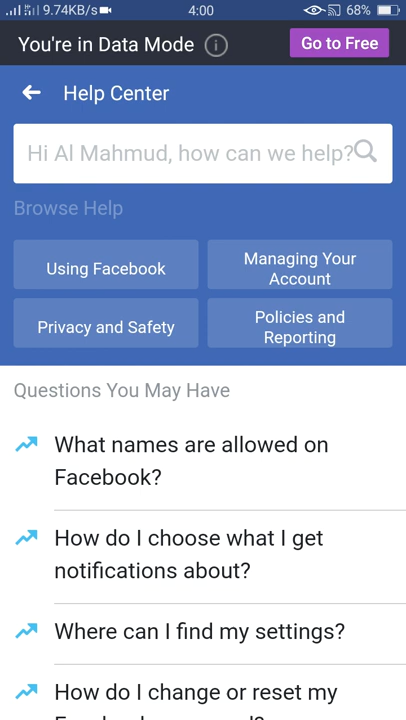 9.74KB/s 4:00 68%
You're in Data Mode Go to Free
Help Center
Hi Al Mahmud, how can we help?
Browse Help
Using Facebook
Managing Your
Account
Privacy and Safety
Policies and
Reporting
Questions You May Have
What names are allowed on
Facebook?
How do I choose what I get
notifications about?
Where can I find my settings?
How do I change or reset my